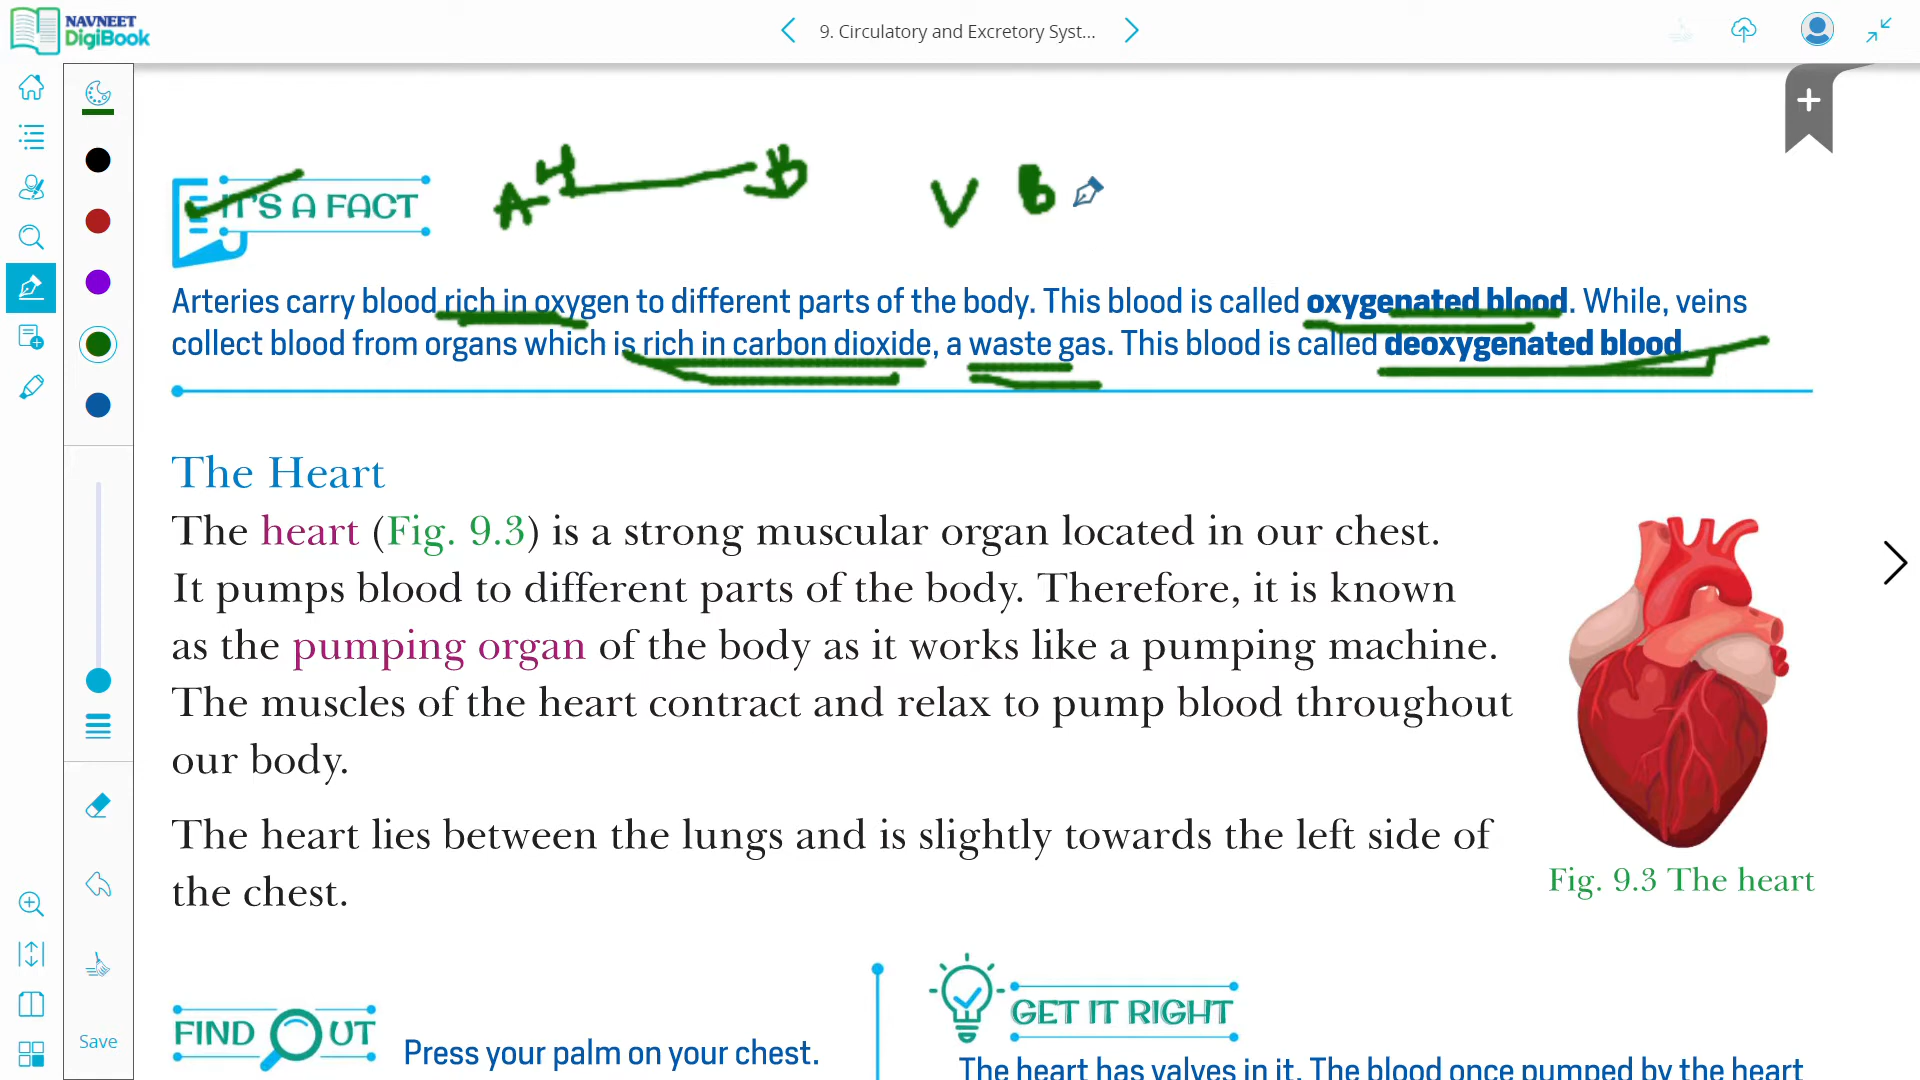 NAVNEET
DigiBook
9. Circulatory and Excretory Syst...
IT'S A FACT
A H B V B
Arteries carry blood rich in oxygen to different parts of the body. This blood is called oxygenated blood. While, veins
collect blood from organs which is rich in carbon dioxide, a waste gas. This blood is called deoxygenated blood.
The Heart
The heart (Fig. 9.3) is a strong muscular organ located in our chest.
It pumps blood to different parts of the body. Therefore, it is known
as the pumping organ of the body as it works like a pumping machine.
The muscles of the heart contract and relax to pump blood throughout
our body.
The heart lies between the lungs and is slightly towards the left side of
the chest.
Fig. 9.3 The heart
FIND OUT
Press your palm on your chest.
GET IT RIGHT
The heart has valves in it. The blood once pumped by the heart
Save